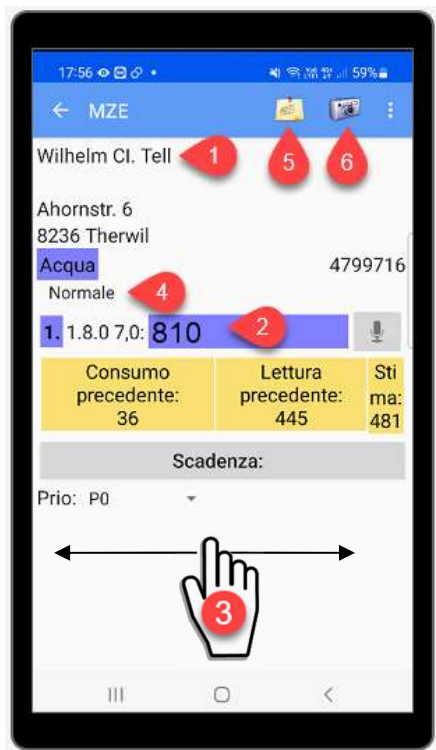 17:56 59%
MZE
5 6
Wilhelm CI. Tell 1
Ahornstr. 6
8236 Therwil
Acqua 4799716
Normale 4
1. 1.8.0 7,0: 810 2
Consumo precedente: 36
Lettura precedente: 445
Sti ma: 481
Scadenza:
Prio: P0
3